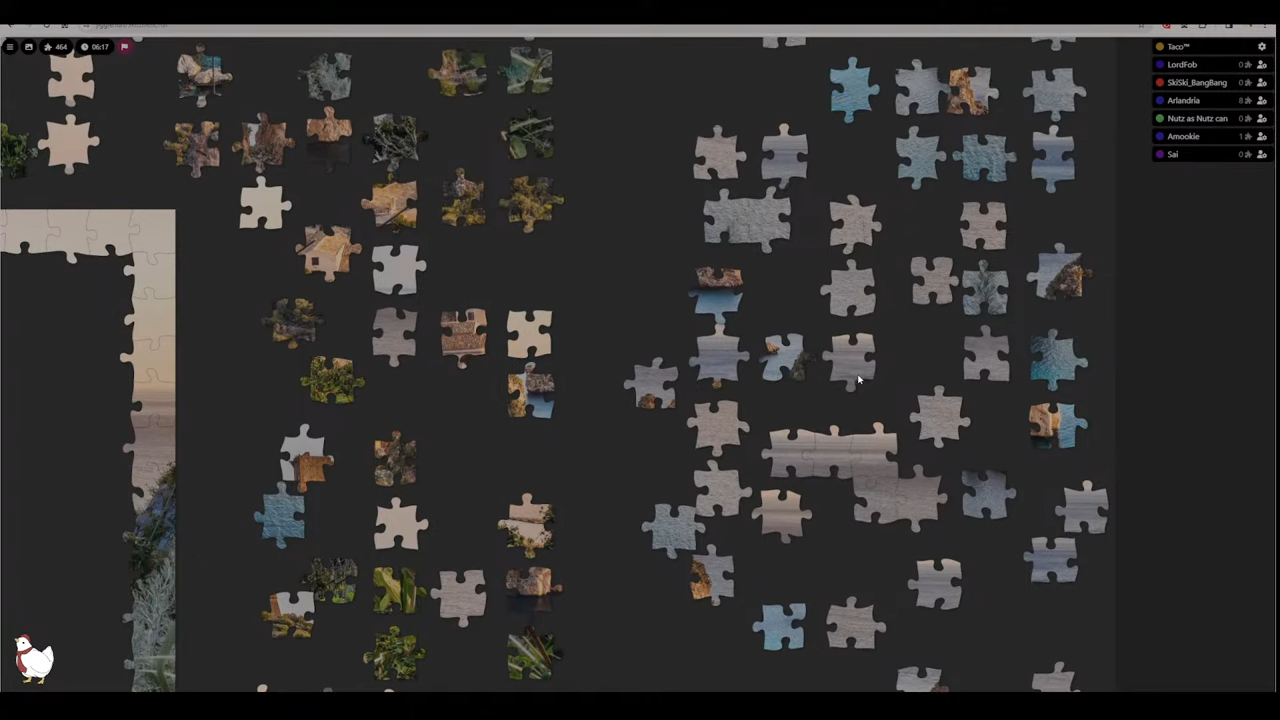 464 06:17
Taco™
LordFob 0
SkiSki_BangBang 0
Arlandria 8
Nutz as Nutz can 0
Amookie 1
Sai 0